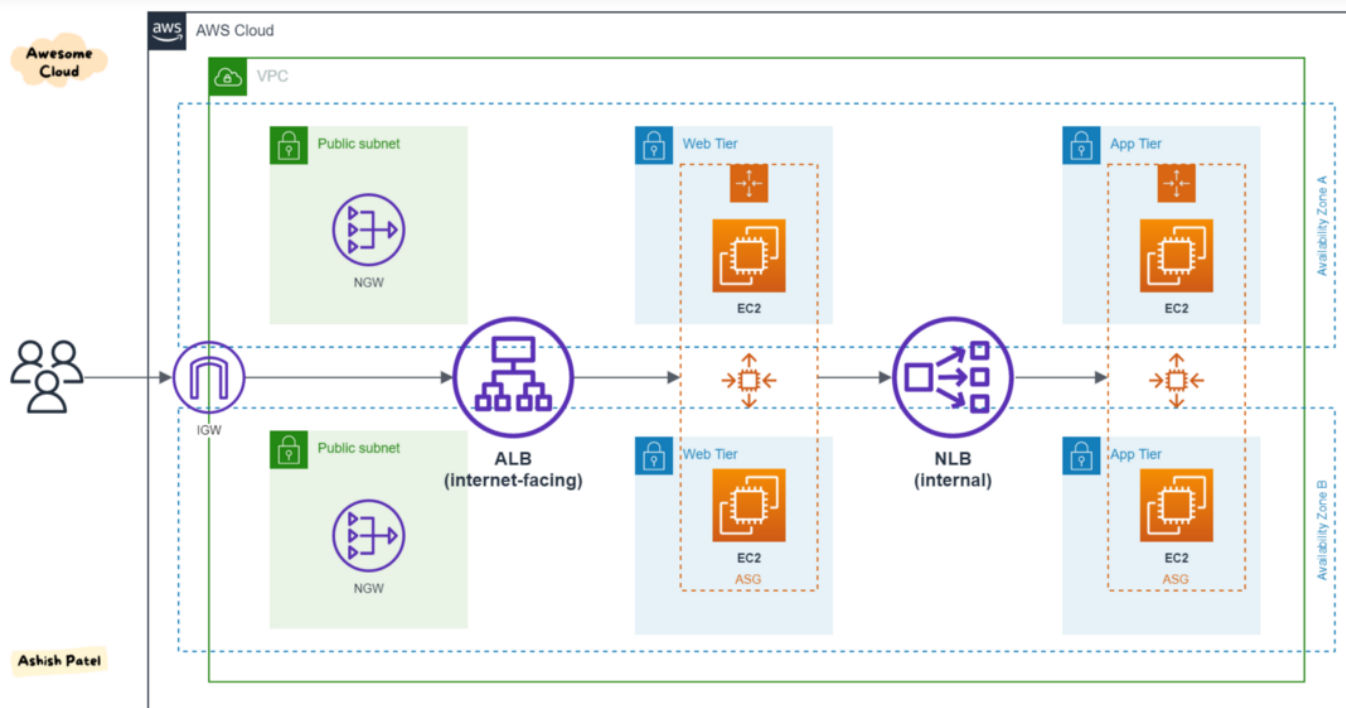 Awesome
Cloud
aws
AWS Cloud
VPC
Public subnet
NGW
Web Tier
EC2
App Tier
EC2
Availability Zone A
IGW
ALB
(internet-facing)
NLB
(internal)
Public subnet
NGW
Web Tier
EC2
ASG
App Tier
EC2
ASG
Availability Zone B
Ashish Patel